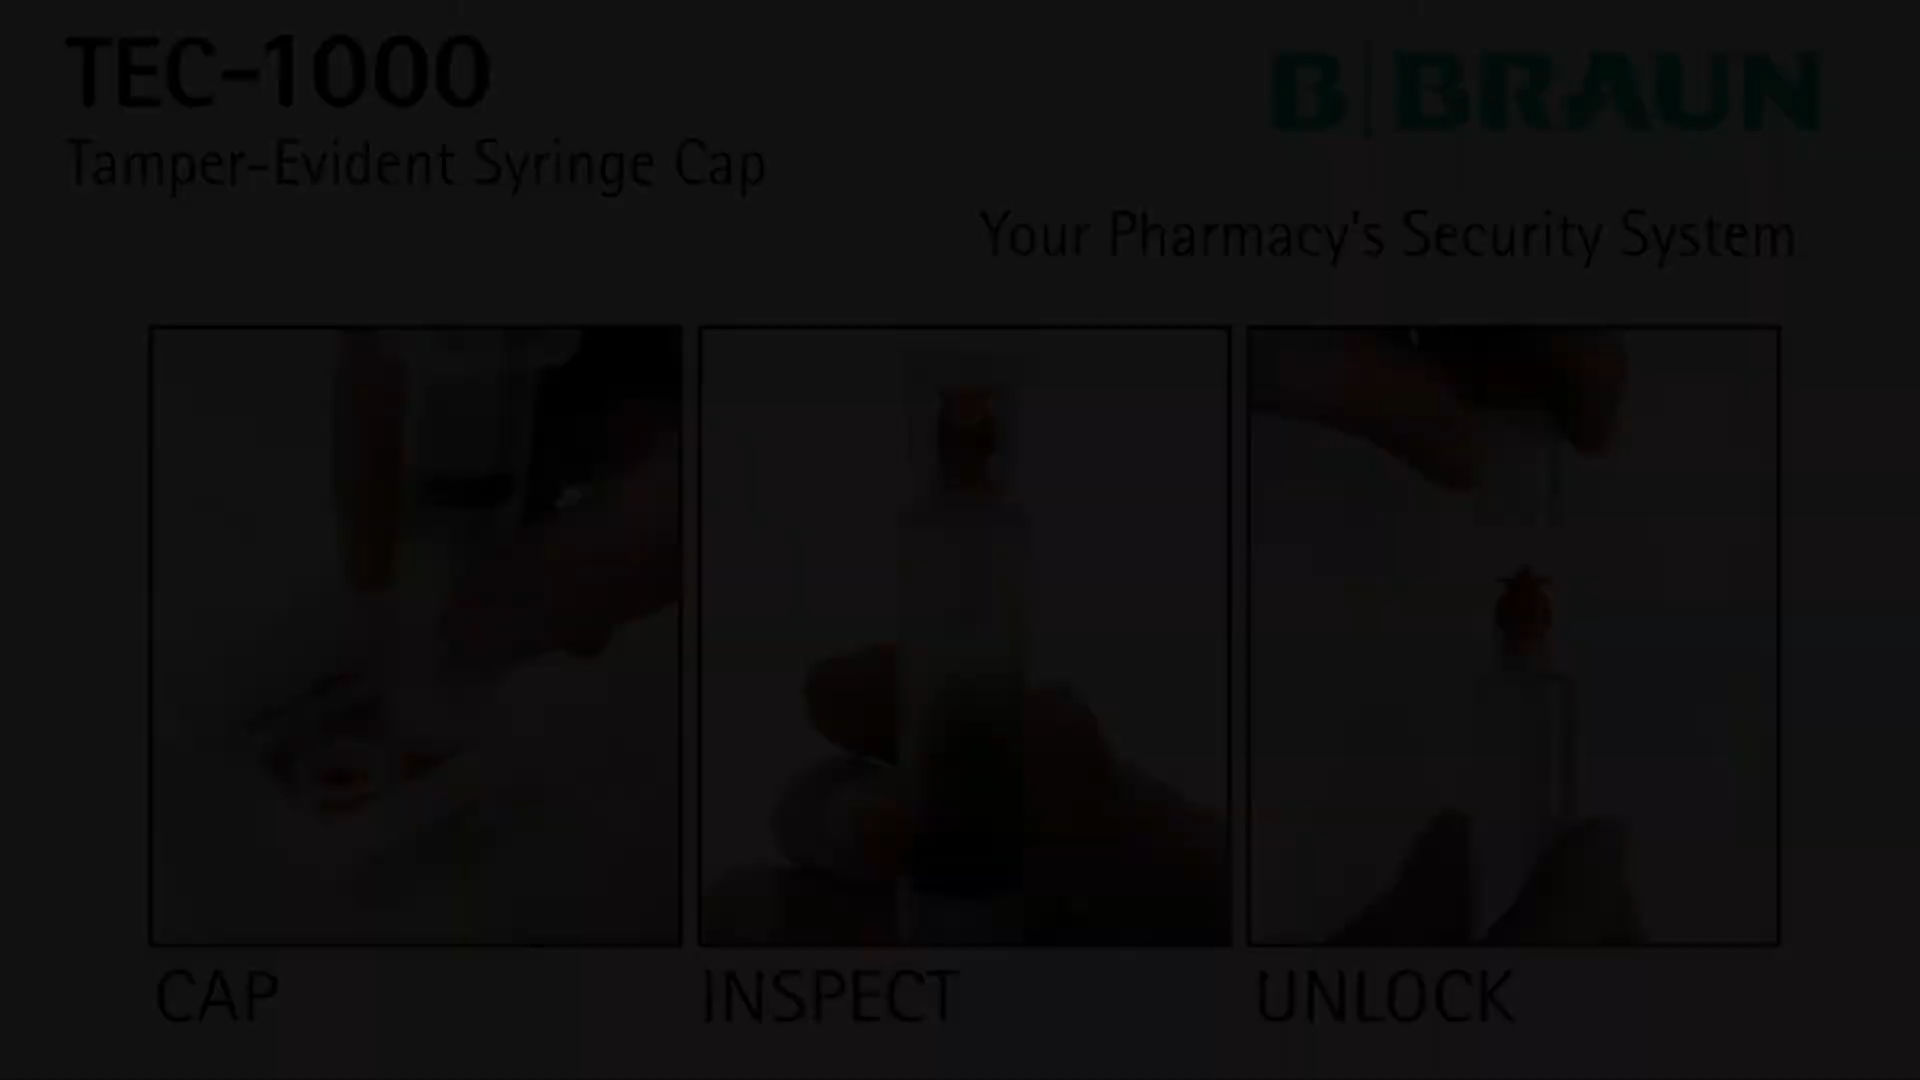 TEC-1000
Tamper-Evident Syringe Cap
B BRAUN
Your Pharmacy's Security System
CAP
INSPECT
UNLOCK